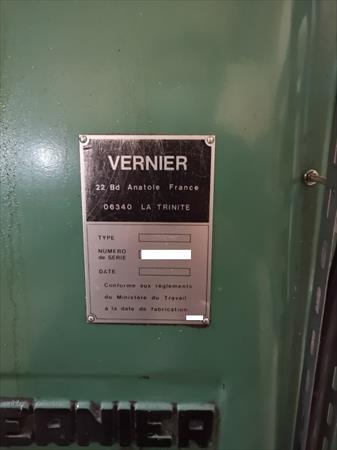 VERNIER
22 Bd Anatole France
06340 LA TRINITE
TYPE
NUMERO
de SERIE
DATE
Conforme aux règlements
du Ministère du Travail
à la date de fabrication
ERNIER